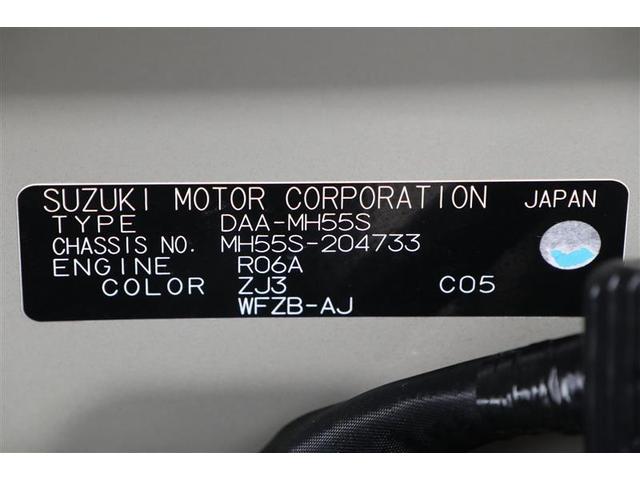 SUZUKI MOTOR CORPORATION JAPAN
TYPE DAA-MH55S
CHASSIS NO. MH55S-204733
ENGINE R06A
COLOR ZJ3 C05
WFZB-AJ